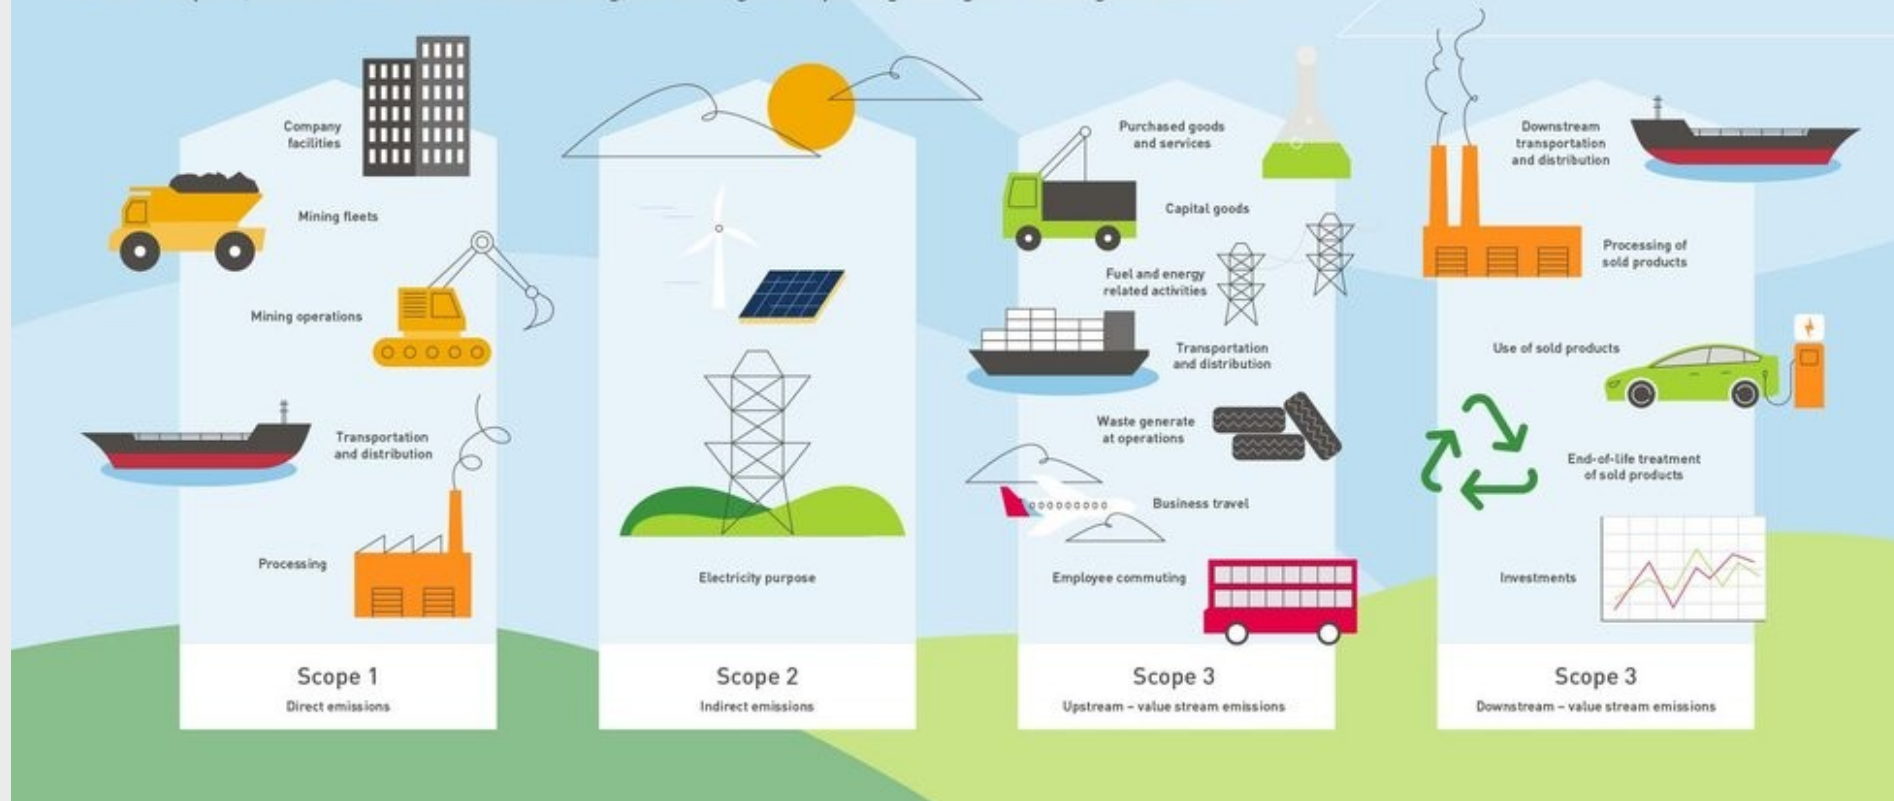 Company
facilities
Mining fleets
Mining operations
Transportation
and distribution
Processing
Scope 1
Direct emissions
Electricity purpose
Scope 2
Indirect emissions
Purchased goods
and services
Capital goods
Fuel and energy
related activities
Transportation
and distribution
Waste generate
at operations
Business travel
Employee commuting
Scope 3
Upstream – value stream emissions
Downstream
transportation
and distribution
Processing of
sold products
Use of sold products
End-of-life treatment
of sold products
Investments
Scope 3
Downstream – value stream emissions